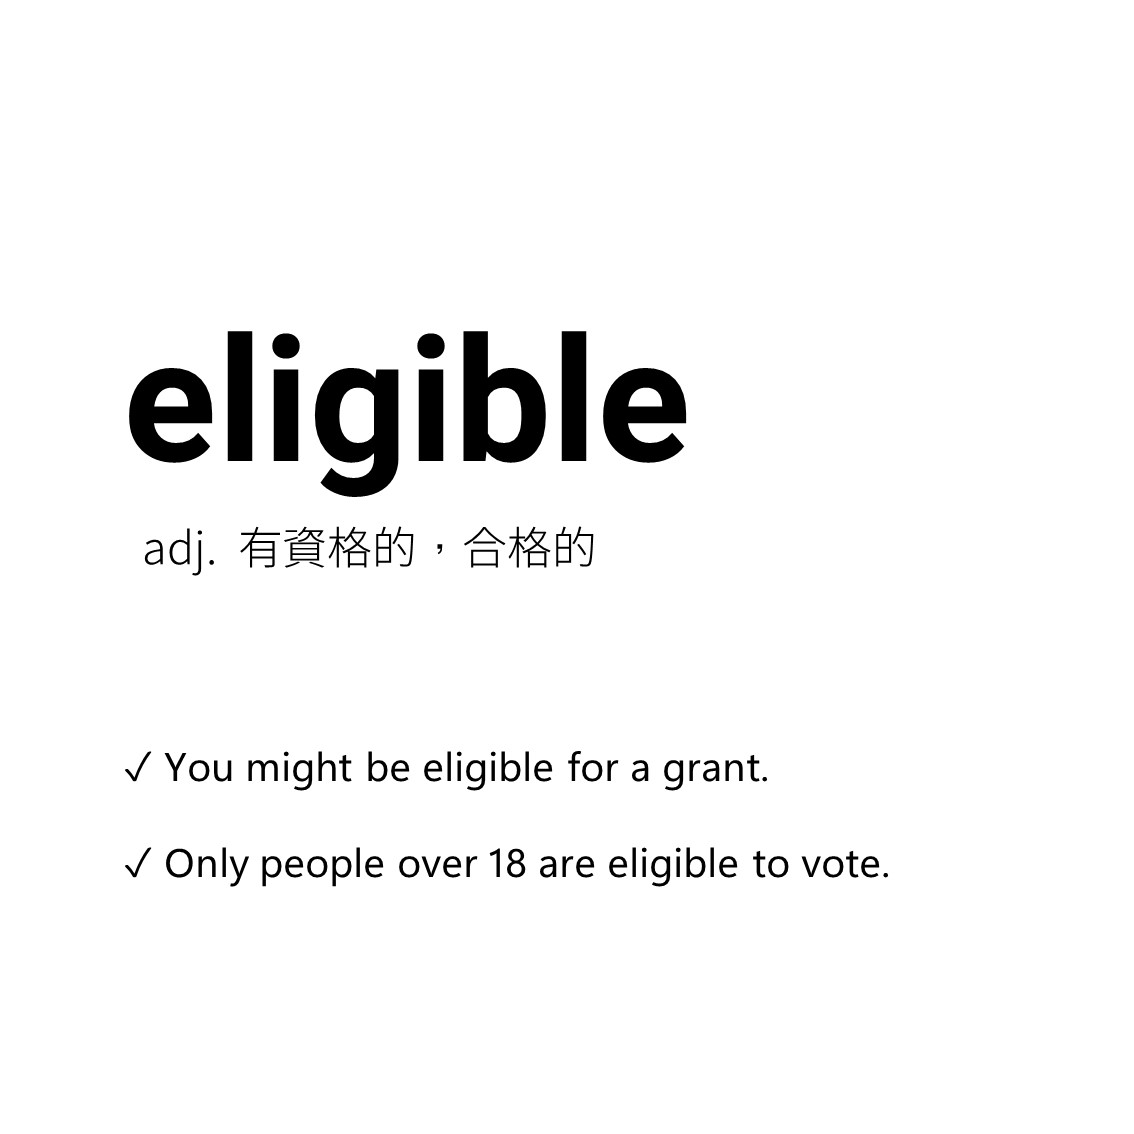 eligible
adj. 有資格的，合格的
✓ You might be eligible for a grant.
✓ Only people over 18 are eligible to vote.